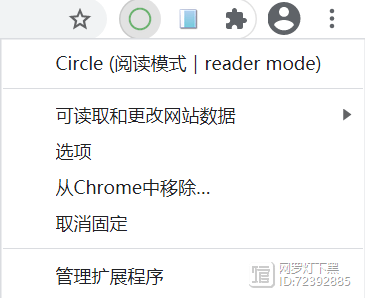 Circle (阅读模式 | reader mode)
可读取和更改网站数据
选项
从Chrome中移除...
取消固定
管理扩展程序
网罗灯下黑
ID:72392885